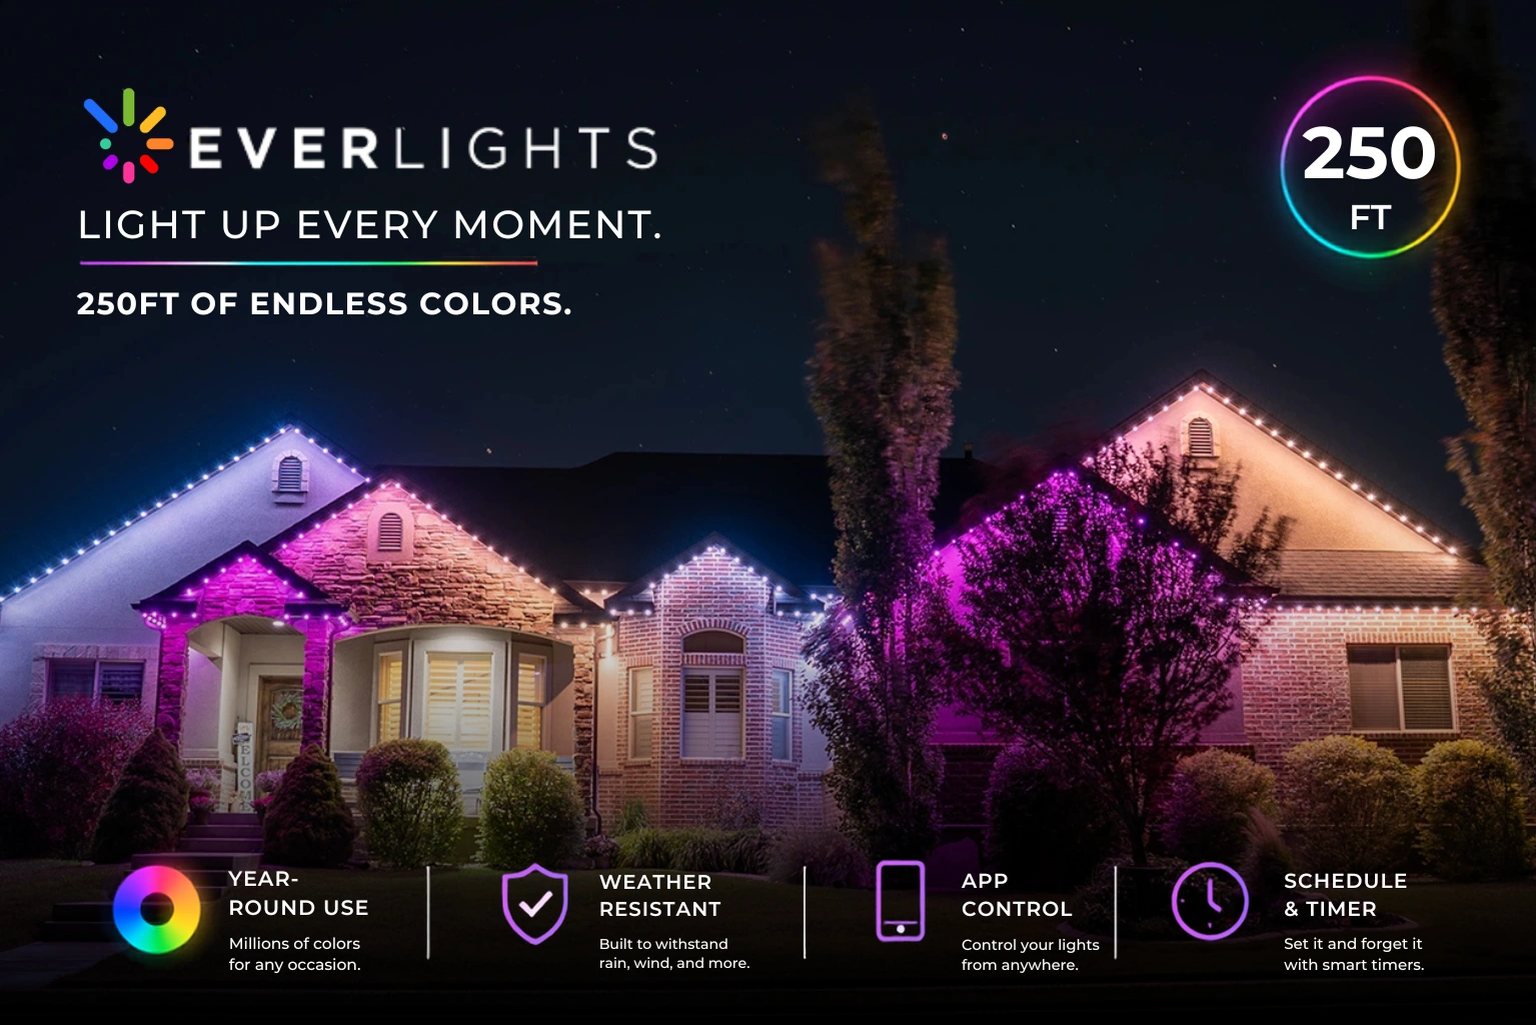 EVERLIGHTS
LIGHT UP EVERY MOMENT.
250FT OF ENDLESS COLORS.
250
FT
WELCOME
YEAR-
ROUND USE
Millions of colors
for any occasion.
WEATHER
RESISTANT
Built to withstand
rain, wind, and more.
APP
CONTROL
Control your lights
from anywhere.
SCHEDULE
& TIMER
Set it and forget it
with smart timers.